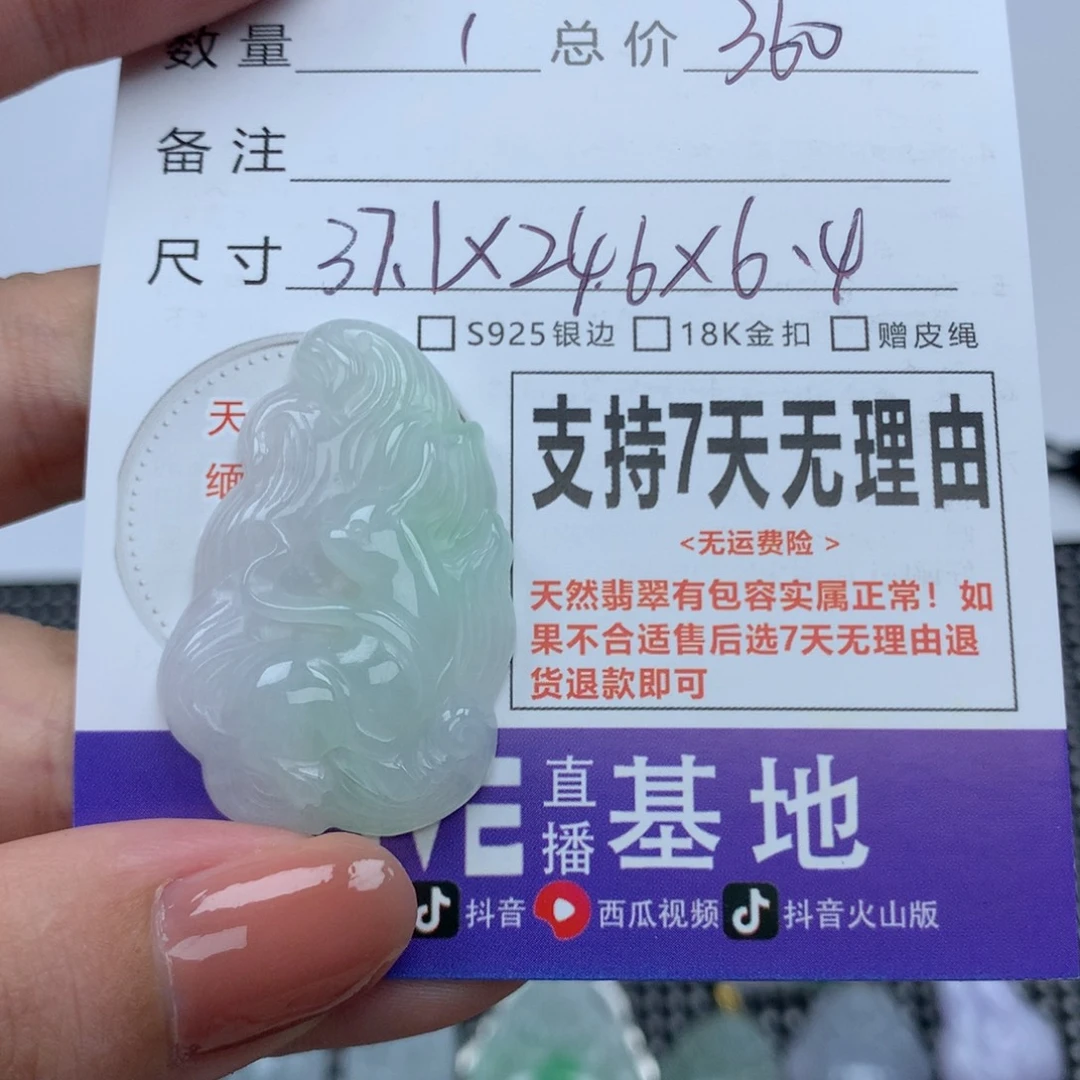 数量 1 总价 360
备注
尺寸 37.1×24.6×6.4
S925银边 18K金扣 赠皮绳
天
缅
支持7天无理由
<无运费险 >
天然翡翠有包容实属正常！如
果不合适售后选7天无理由退
货退款即可
VE 直播 基地
抖音 西瓜视频 抖音火山版